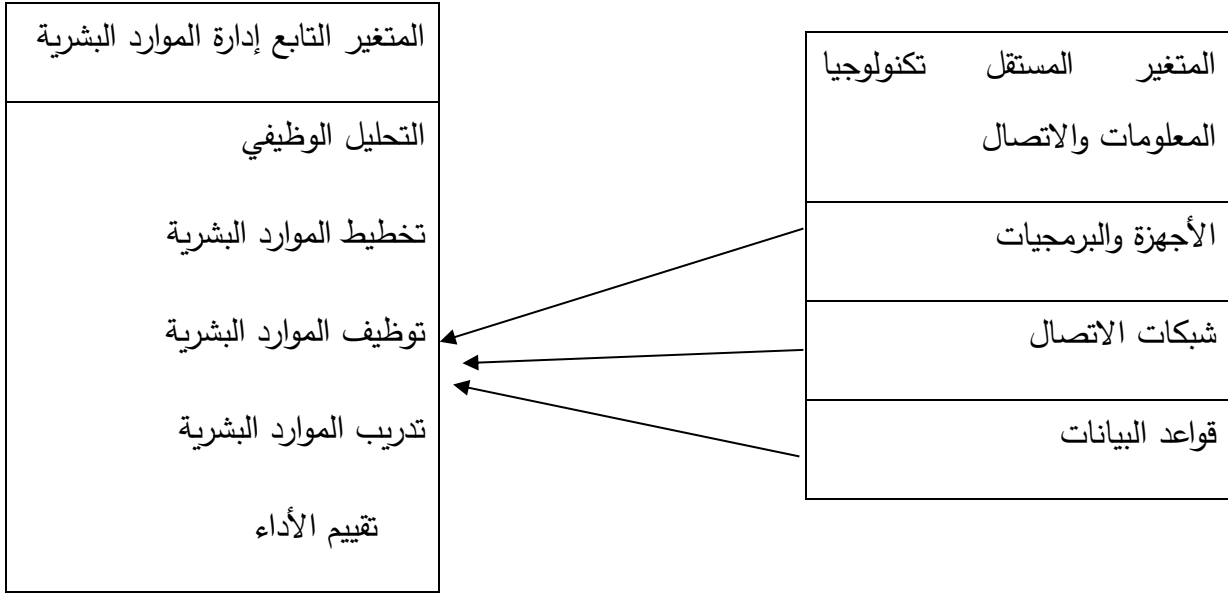 المتغير المستقل تكنولوجيا
المعلومات والاتصال
الأجهزة والبرمجيات
شبكات الاتصال
قواعد البيانات
المتغير التابع إدارة الموارد البشرية
التحليل الوظيفي
تخطيط الموارد البشرية
توظيف الموارد البشرية
تدريب الموارد البشرية
تقييم الأداء